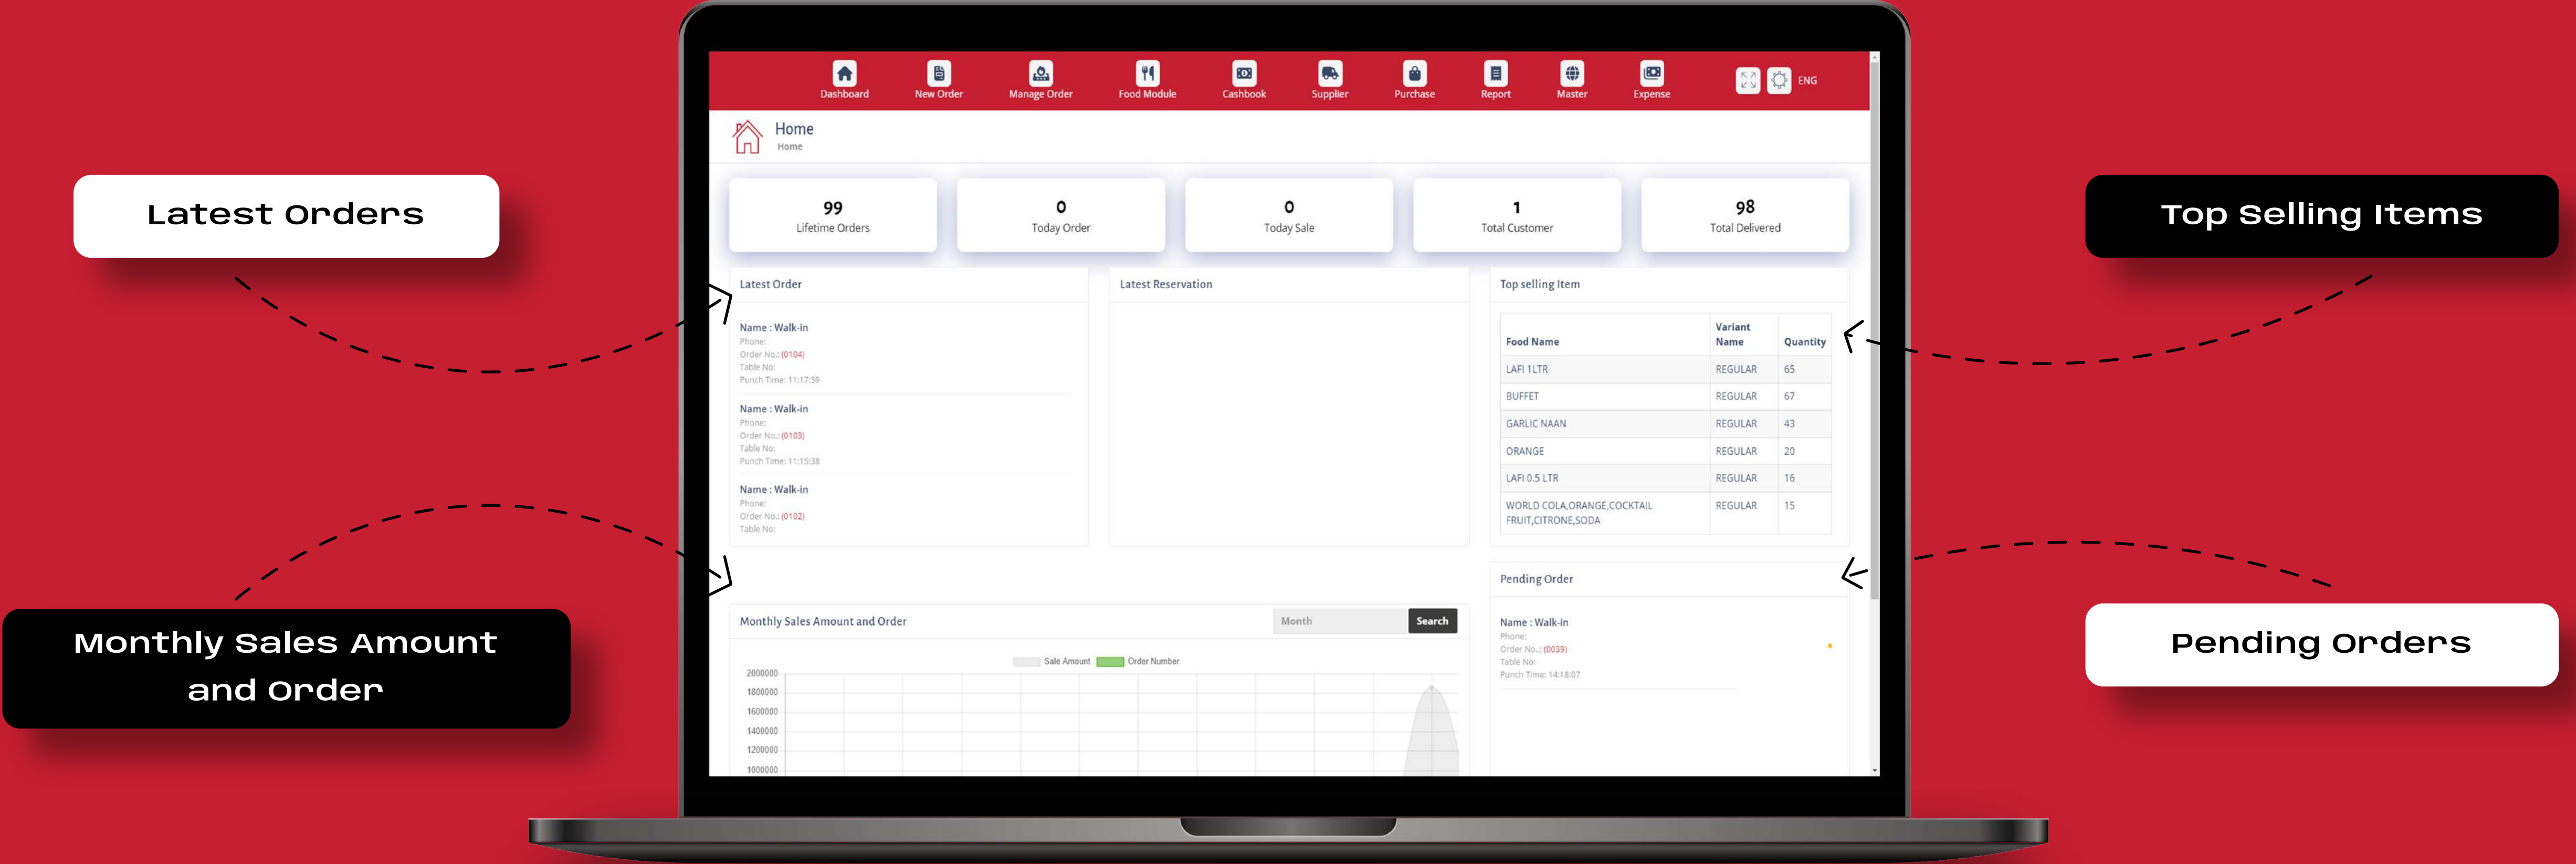 Dashboard
New Order
Manage Order
Food Module
Cashbook
Supplier
Purchase
Report
Master
Expense
ENG
Home
Home
99
Lifetime Orders
0
Today Order
0
Today Sale
1
Total Customer
98
Total Delivered
Latest Orders
Top Selling Items
Latest Order
Name : Walk-in
Phone:
Order No.: (0104)
Table No:
Punch Time: 11:17:59
Name : Walk-in
Phone:
Order No.: (0103)
Table No:
Punch Time: 11:15:38
Name : Walk-in
Phone:
Order No.: (0102)
Table No:
Latest Reservation
Top selling Item
Food Name Variant Name Quantity
LAFI 1LTR REGULAR 65
BUFFET REGULAR 67
GARLIC NAAN REGULAR 43
ORANGE REGULAR 20
LAFI 0.5 LTR REGULAR 16
WORLD COLA,ORANGE,COCKTAIL REGULAR 15
FRUIT,CITRONE,SODA
Monthly Sales Amount
and Order
Pending Orders
Monthly Sales Amount and Order
Month
Search
Sale Amount
Order Number
2000000
1800000
1600000
1400000
1200000
1000000
Pending Order
Name : Walk-in
Phone:
Order No..: (0039)
Table No:
Punch Time: 14:18:07